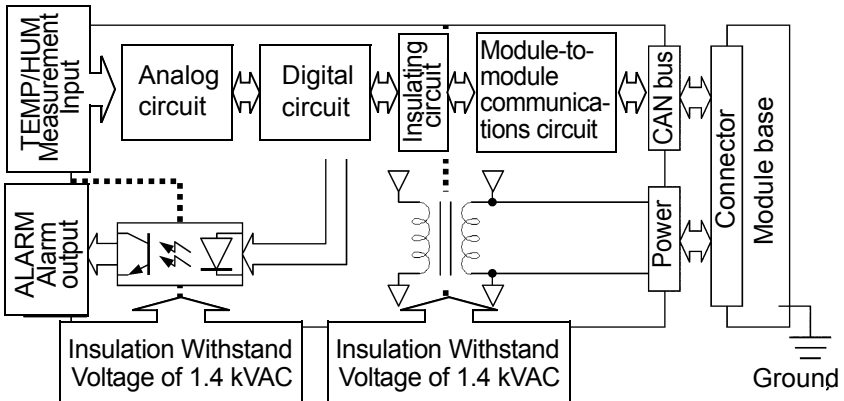 TEMP/HUM
Measurement
Input
Analog
circuit
Digital
circuit
Insulating
circuit
Module-to-
module
communica-
tions circuit
CAN bus
Connector
Module base
ALARM
Alarm
output
Power
Insulation Withstand
Voltage of 1.4 kVAC
Insulation Withstand
Voltage of 1.4 kVAC
Ground